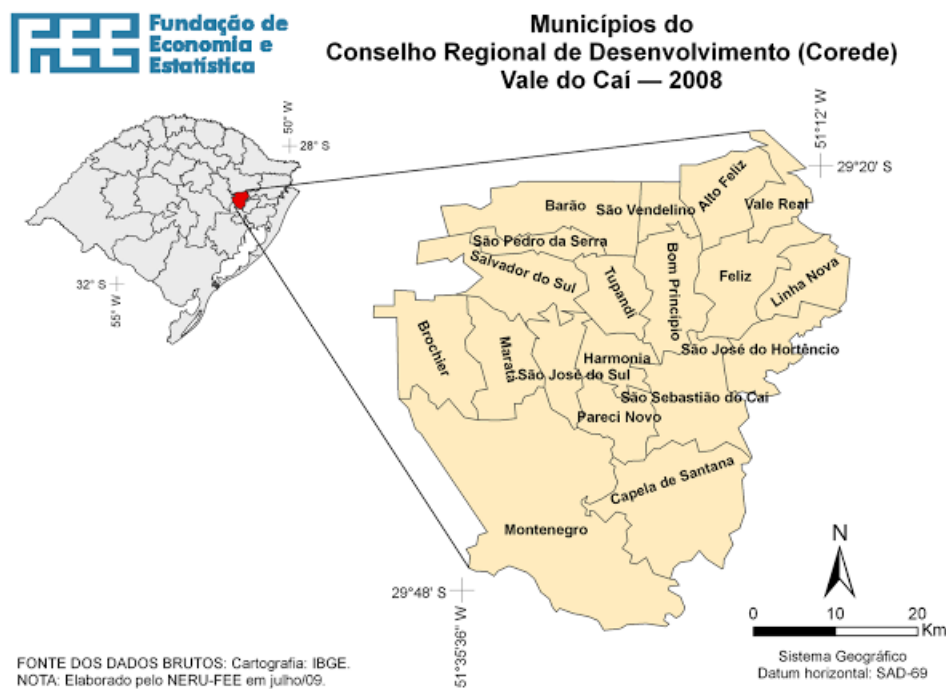 FEE
Fundação de
Economia e
Estatística
Municípios do
Conselho Regional de Desenvolvimento (Corede)
Vale do Caí — 2008
50° W
28° S
51°12' W
29°20' S
32° S
55° W
Alto Feliz
Barão
São Vendelino
Vale Real
São Pedro da Serra
Salvador do Sul
Tupandi
Bom Princípio
Feliz
Linha Nova
Brochier
Maratá
Harmonia
São José do Hortêncio
São José do Sul
São Sebastião do Caí
Pareci Novo
Capela de Santana
Montenegro
N
29°48' S
51°35'36" W
0 10 20
Km
Sistema Geográfico
Datum horizontal: SAD-69
FONTE DOS DADOS BRUTOS: Cartografia: IBGE.
NOTA: Elaborado pelo NERU-FEE em julho/09.